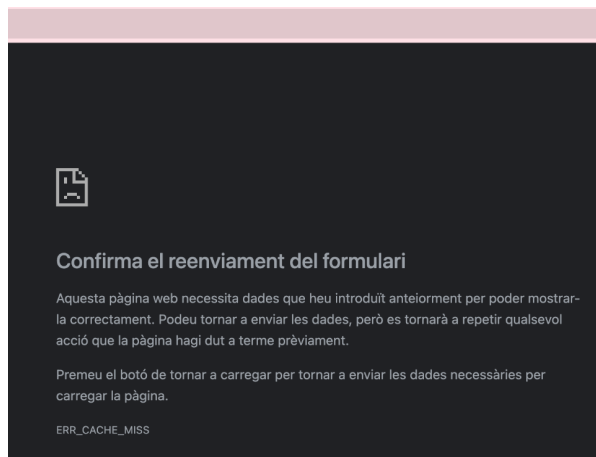 Confirma el reenviament del formulari
Aquesta pàgina web necessita dades que heu introduït anteiorment per poder mostrar-
la correctament. Podeu tornar a enviar les dades, però es tornarà a repetir qualsevol
acció que la pàgina hagi dut a terme prèviament.
Premeu el botó de tornar a carregar per tornar a enviar les dades necessàries per
carregar la pàgina.
ERR_CACHE_MISS